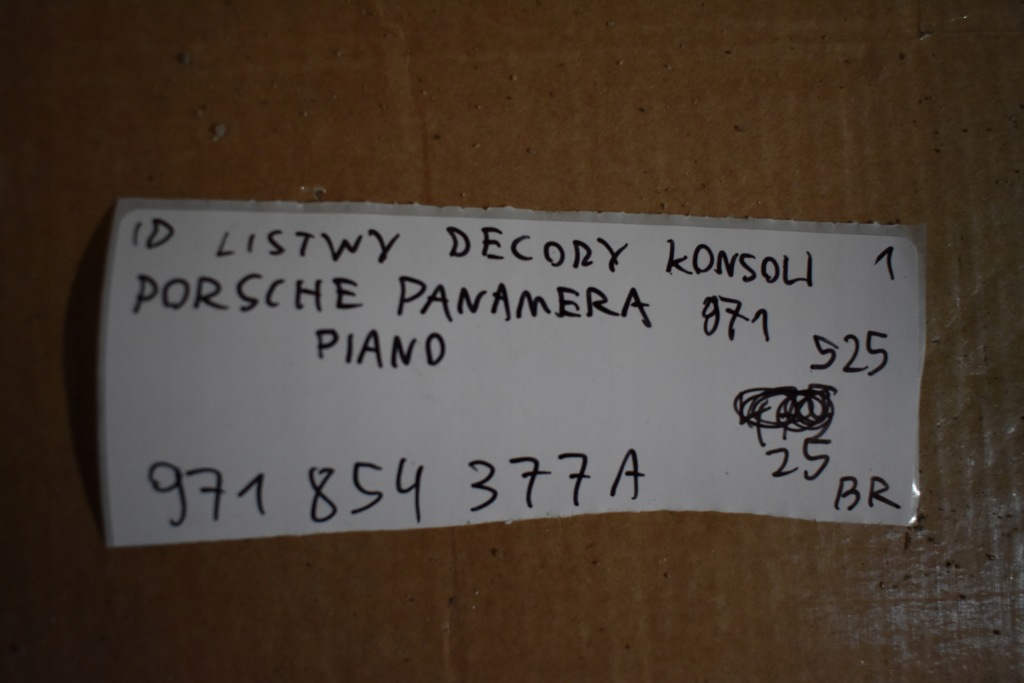 ID LISTWY DECORY KONSOLI 1
PORSCHE PANAMERA 971
525
PIANO
25
971 854 377A
BR